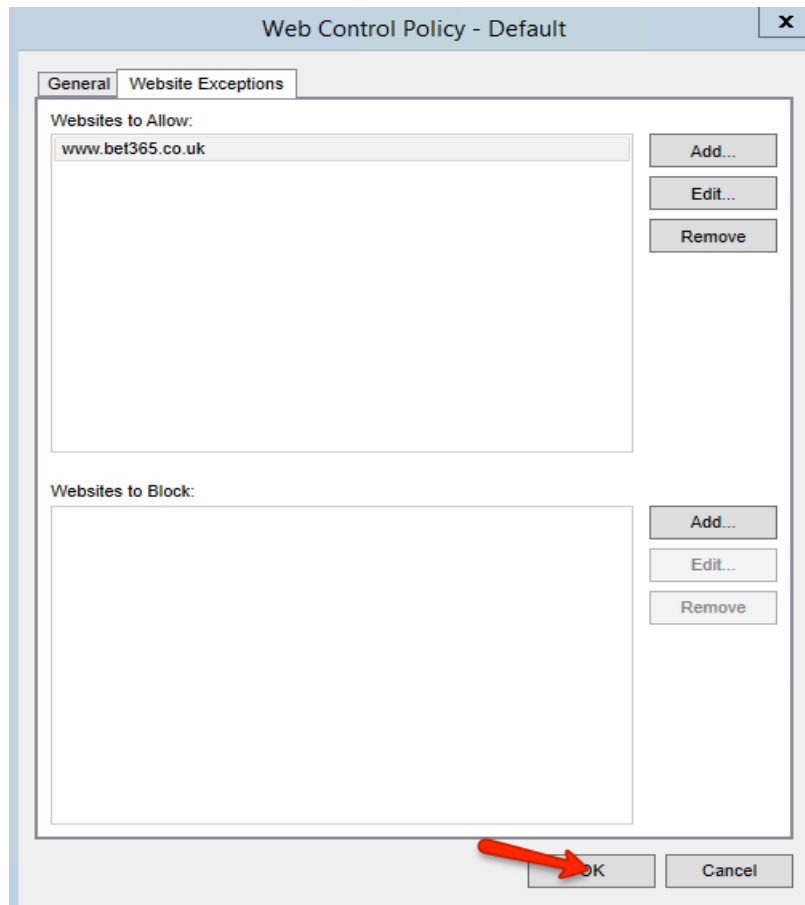 Web Control Policy - Default
x
General
Website Exceptions
Websites to Allow:
www.bet365.co.uk
Add...
Edit...
Remove
Websites to Block:
Add...
Edit...
Remove
OK
Cancel